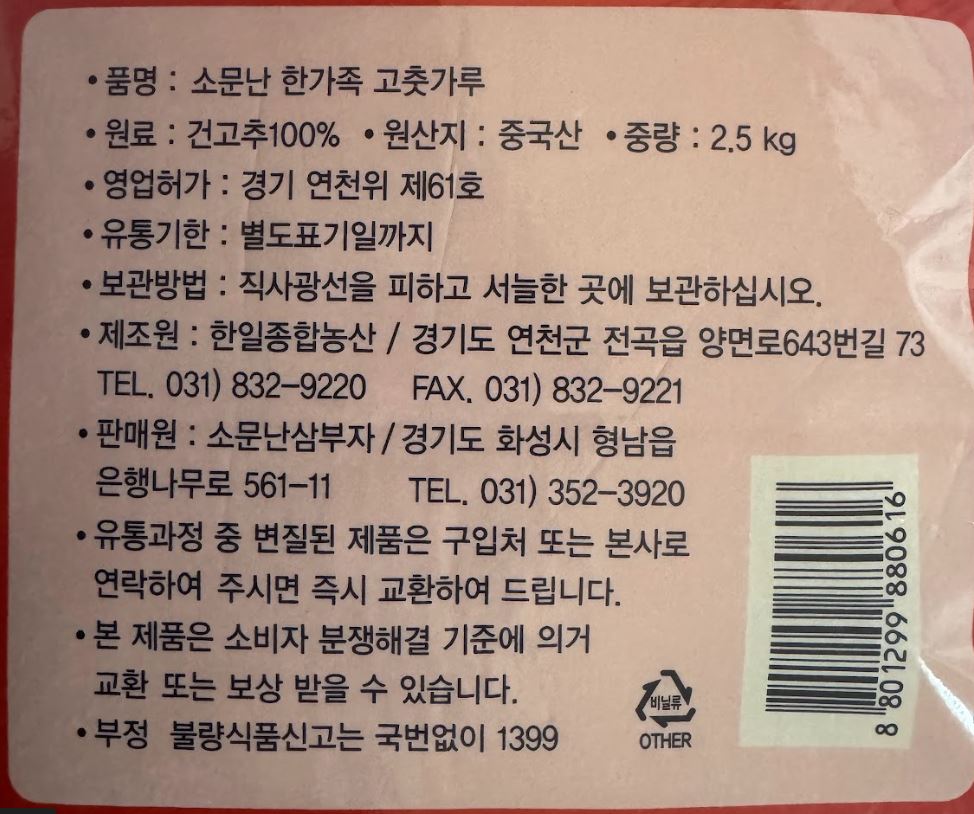 • 품명 : 소문난 한가족 고춧가루
• 원료 : 건고추100% • 원산지 : 중국산 • 중량 : 2.5 kg
• 영업허가 : 경기 연천위 제61호
• 유통기한 : 별도표기일까지
• 보관방법 : 직사광선을 피하고 서늘한 곳에 보관하십시오.
• 제조원 : 한일종합농산 / 경기도 연천군 전곡읍 양면로643번길 73
TEL. 031) 832-9220 FAX. 031) 832-9221
• 판매원 : 소문난삼부자 / 경기도 화성시 형남읍
은행나무로 561-11 TEL. 031) 352-3920
• 유통과정 중 변질된 제품은 구입처 또는 본사로
연락하여 주시면 즉시 교환하여 드립니다.
• 본 제품은 소비자 분쟁해결 기준에 의거
교환 또는 보상 받을 수 있습니다.
• 부정 불량식품신고는 국번없이 1399
비닐류
OTHER
8 801299 880616